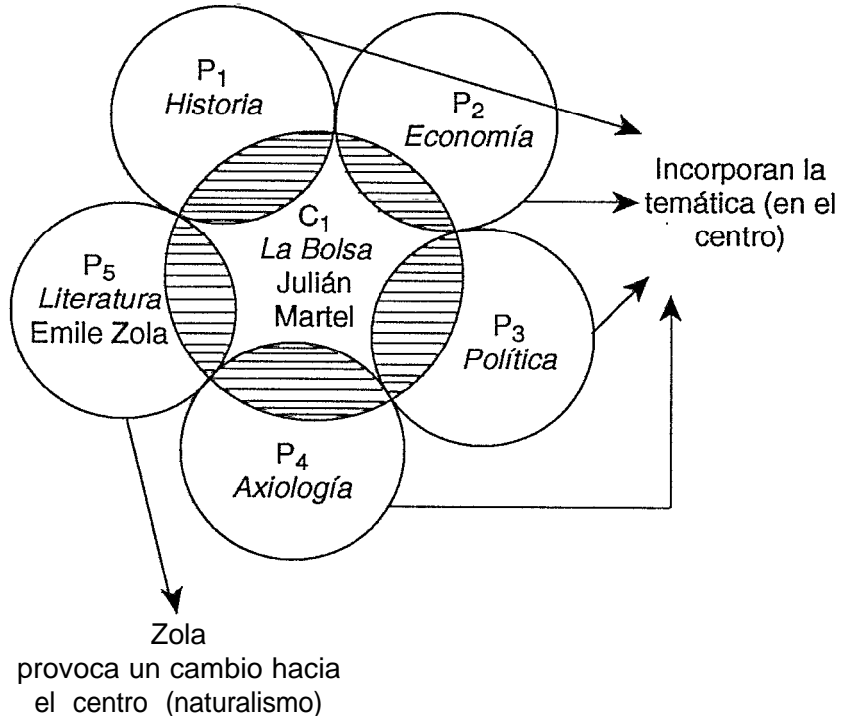 P₁
Historia
P₂
Economía
Incorporan la
temática (en el
centro)
C₁
La Bolsa
Julián
Martel
P₅
Literatura
Emile Zola
P₃
Política
P₄
Axiología
Zola
provoca un cambio hacia
el centro (naturalismo)